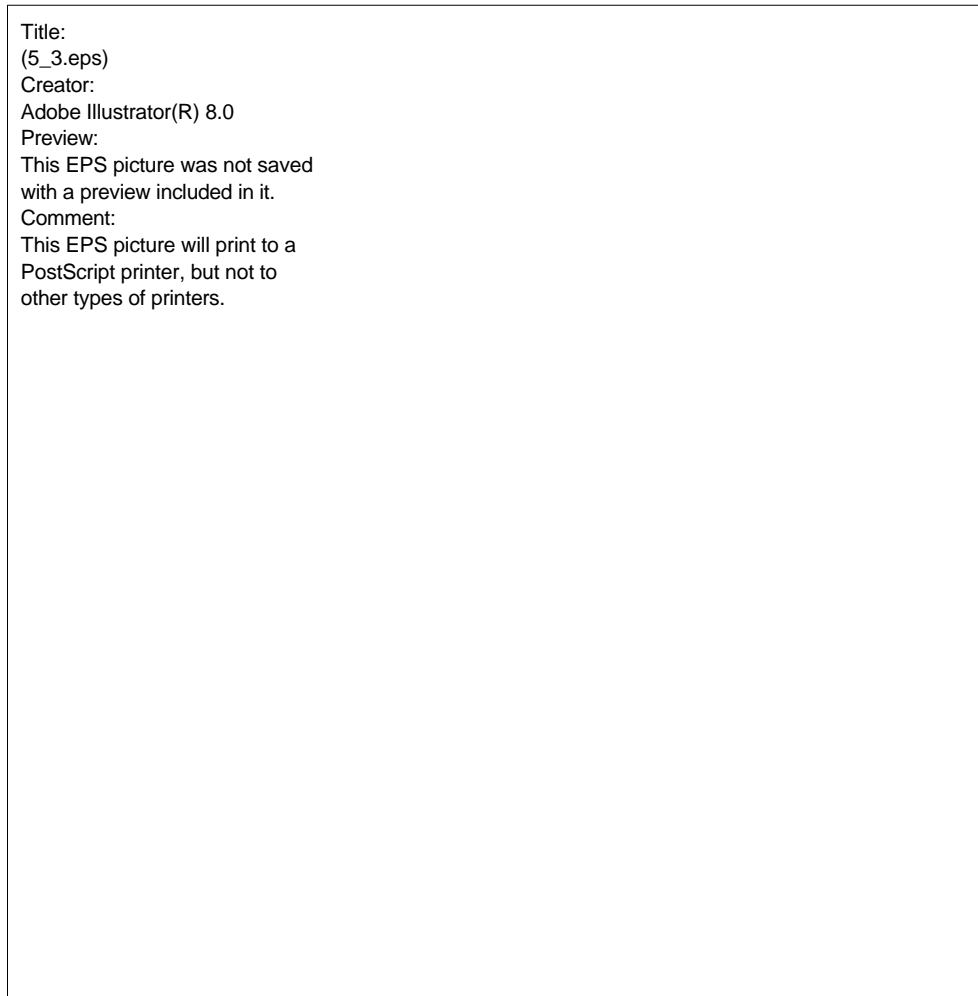 Title:
(5_3.eps)
Creator:
Adobe Illustrator(R) 8.0
Preview:
This EPS picture was not saved
with a preview included in it.
Comment:
This EPS picture will print to a
PostScript printer, but not to
other types of printers.